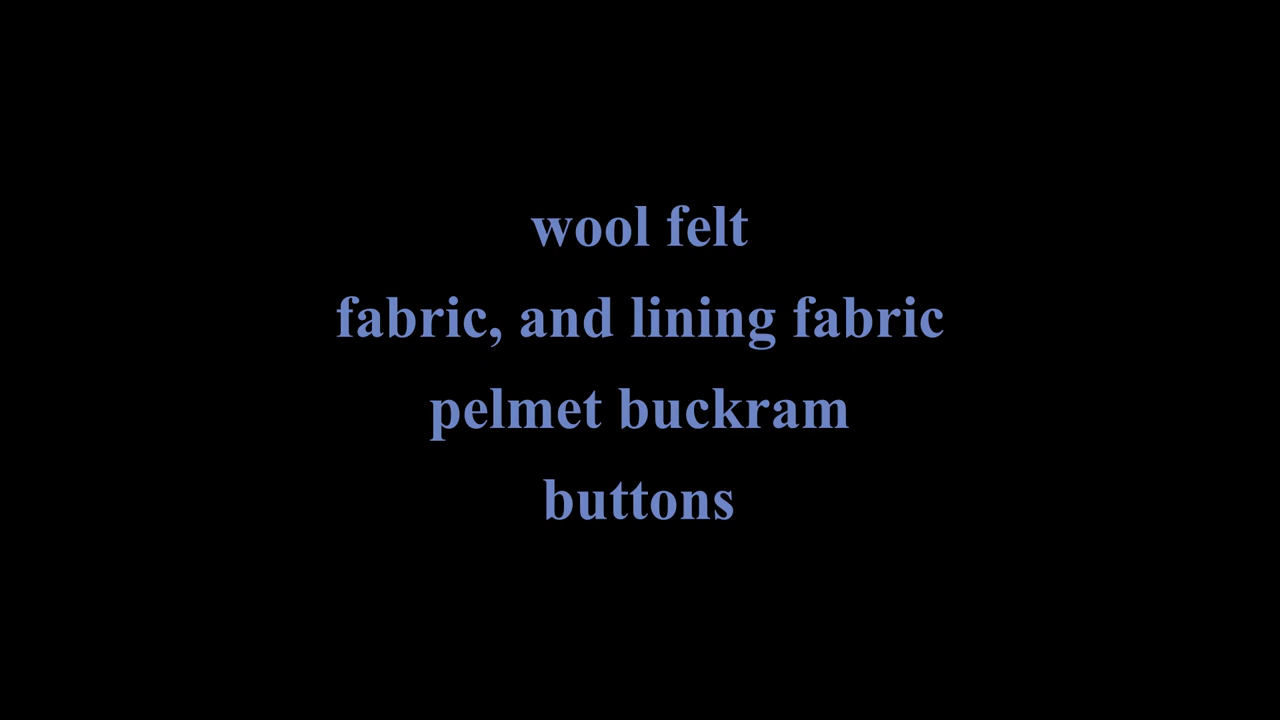 wool felt
fabric, and lining fabric
pelmet buckram
buttons